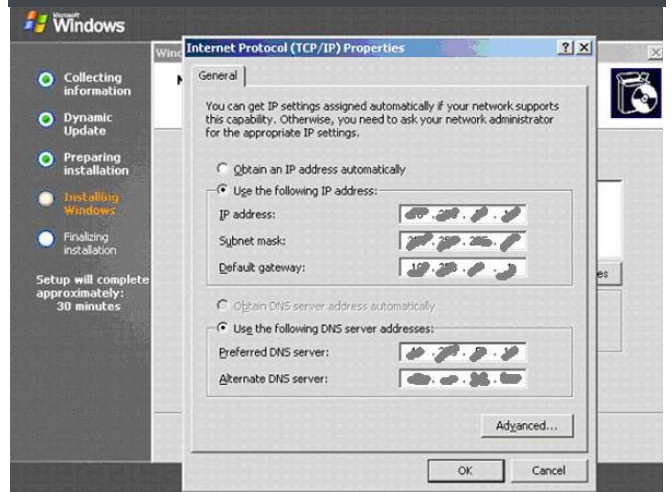 Microsoft
Windows
Collecting
information
Dynamic
Update
Preparing
installation
Installing
Windows
Finalizing
installation
Setup will complete
approximately:
30 minutes
Internet Protocol (TCP/IP) Properties
General
You can get IP settings assigned automatically if your network supports
this capability. Otherwise, you need to ask your network administrator
for the appropriate IP settings.
Obtain an IP address automatically
Use the following IP address:
IP address:
Subnet mask:
Default gateway:
Obtain DNS server address automatically
Use the following DNS server addresses:
Preferred DNS server:
Alternate DNS server:
Advanced...
OK
Cancel